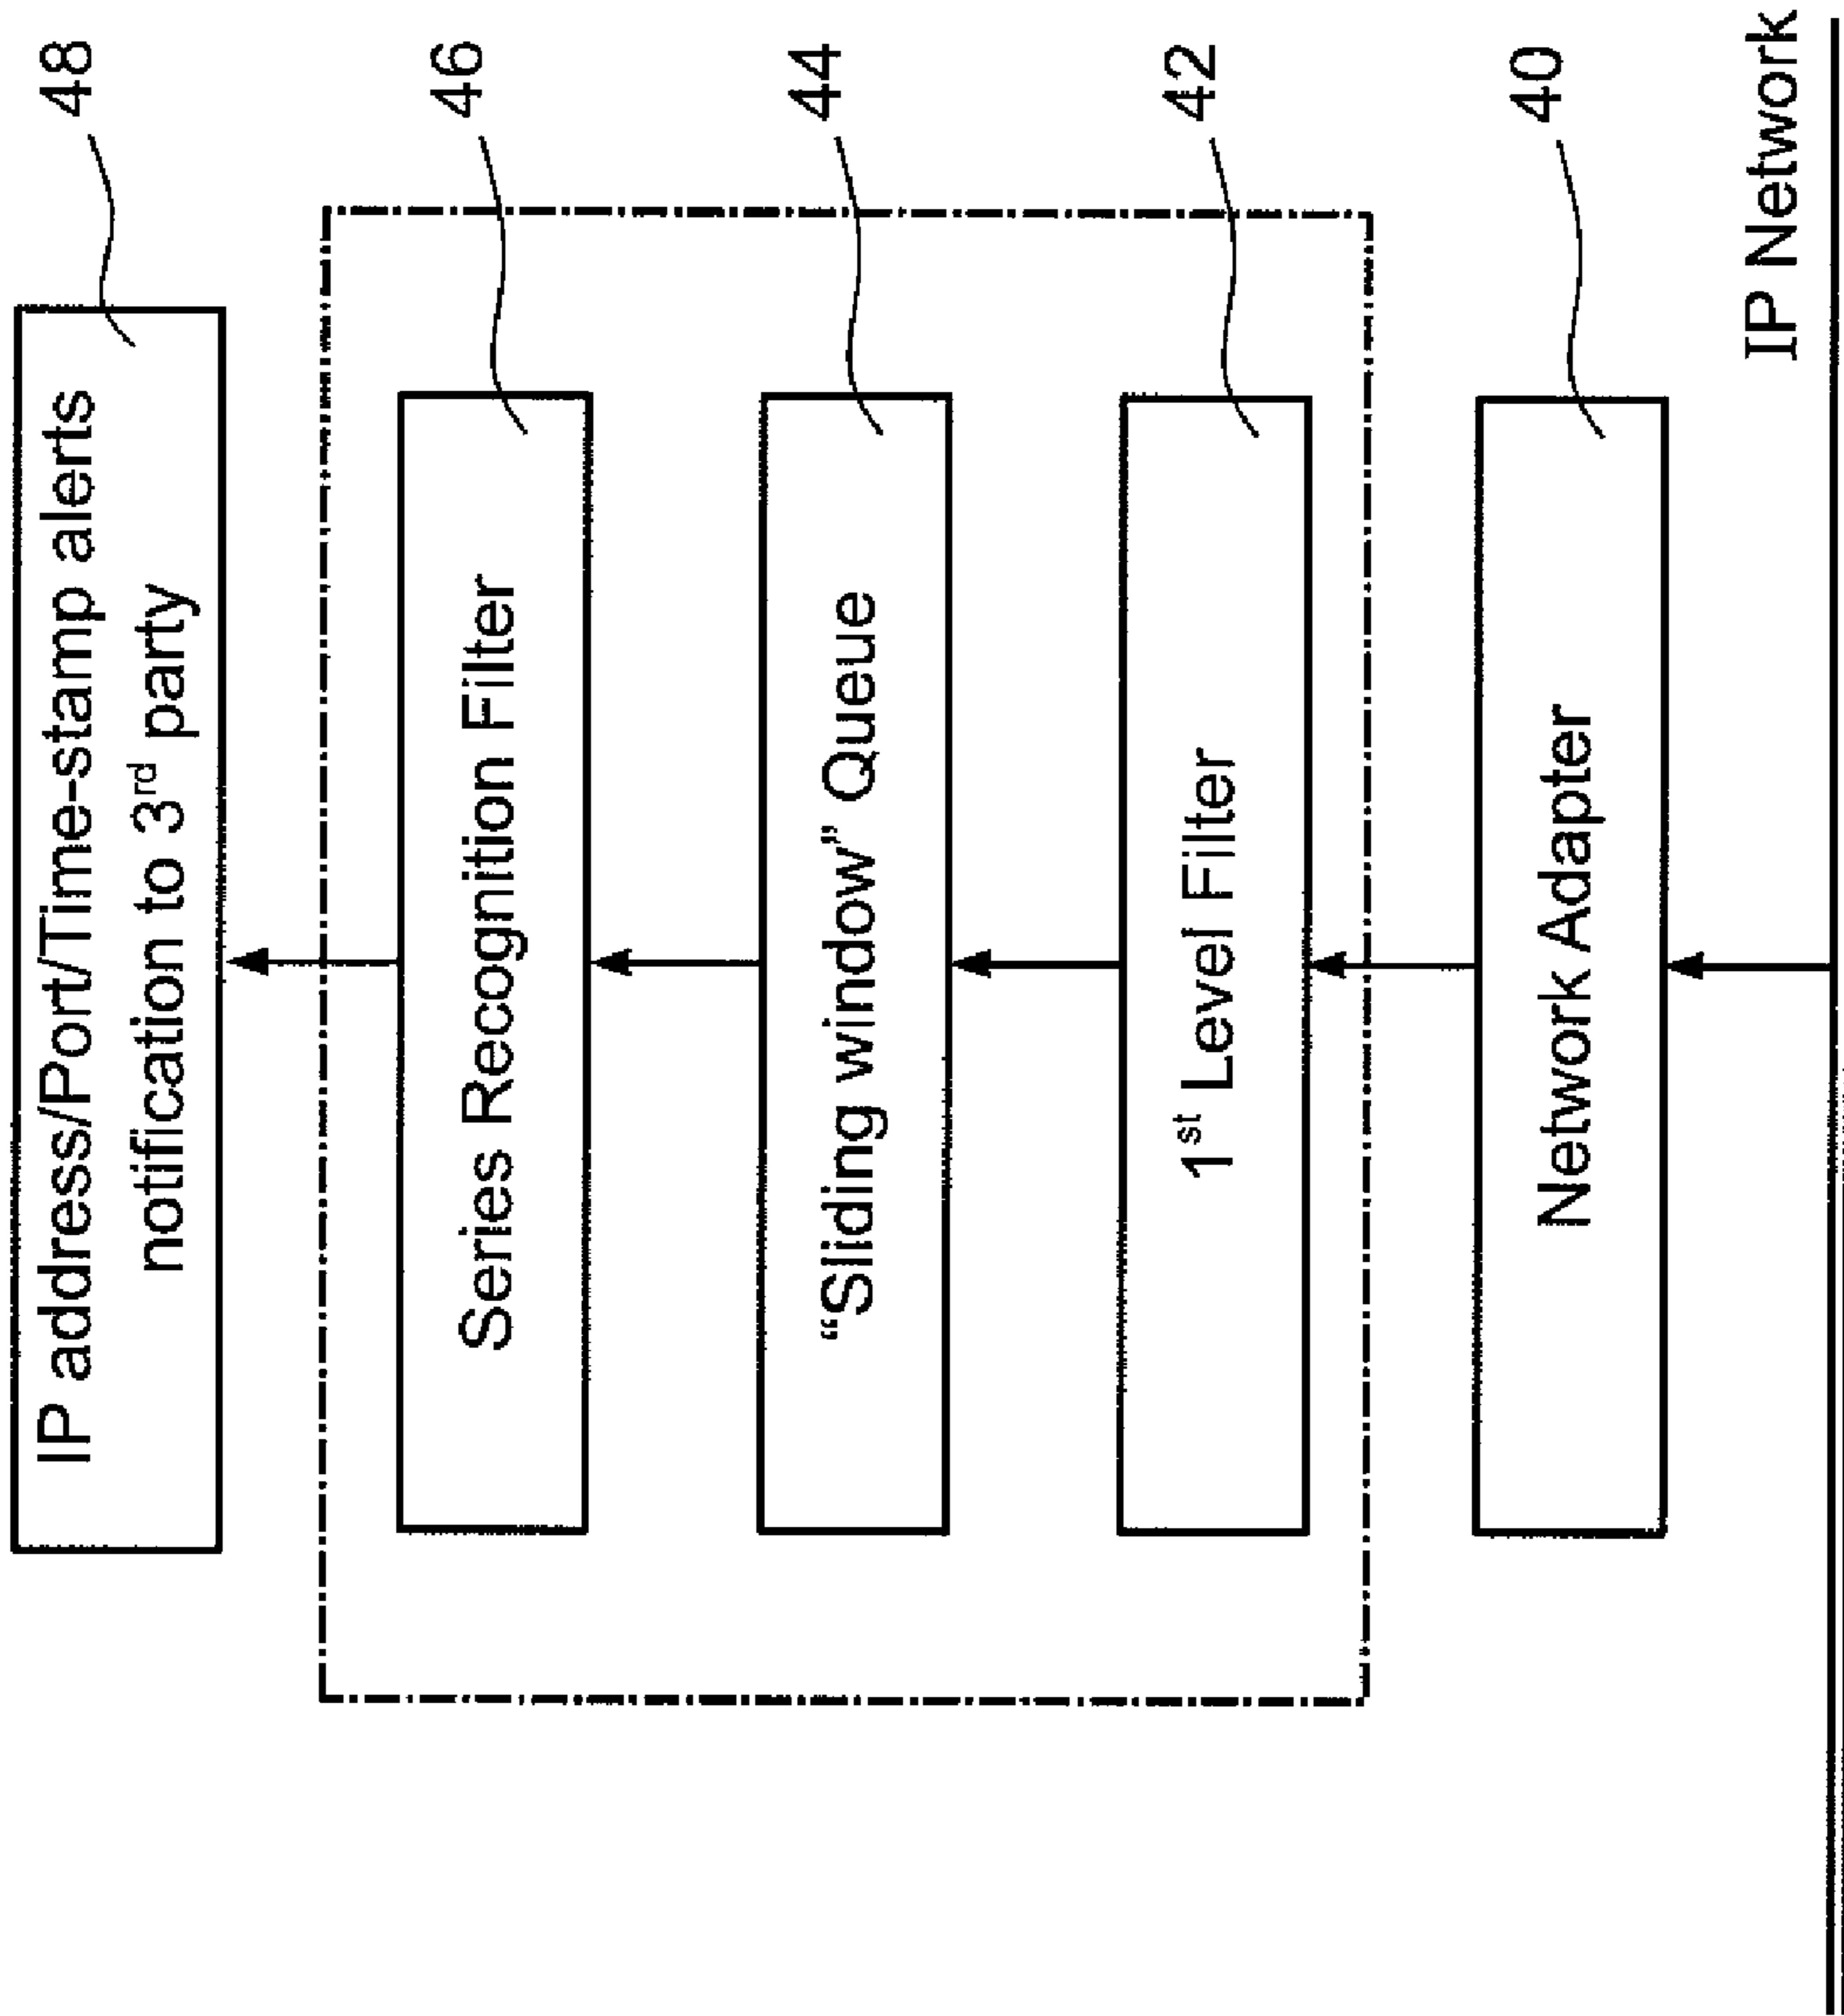 IP address/Port/Time-stamp alerts
notification to 3rd party
48
Series Recognition Filter
46
“Sliding window” Queue
44
1st Level Filter
42
Network Adapter
40
IP Network